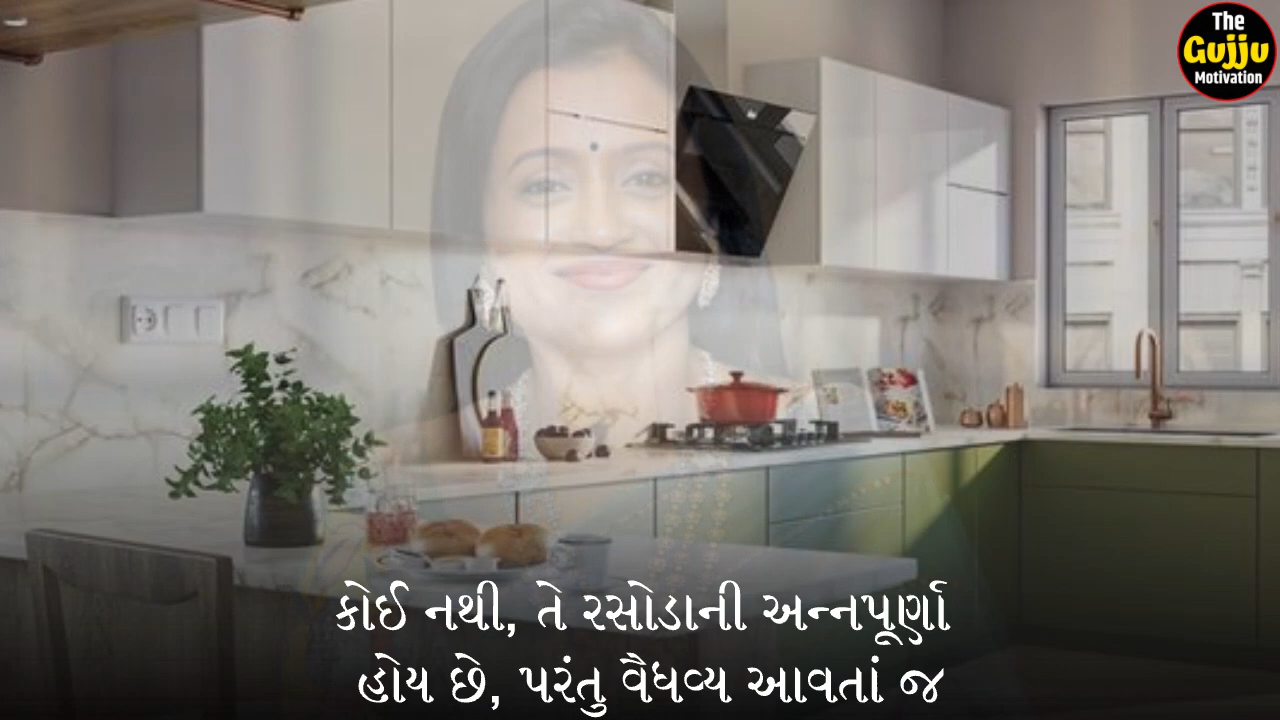 The
Gujju
Motivation
કોઈ નથી, તે રસોડાની અન્નપૂર્ણા
હોય છે, પરંતુ વૈધવ્ય આવતાં જ